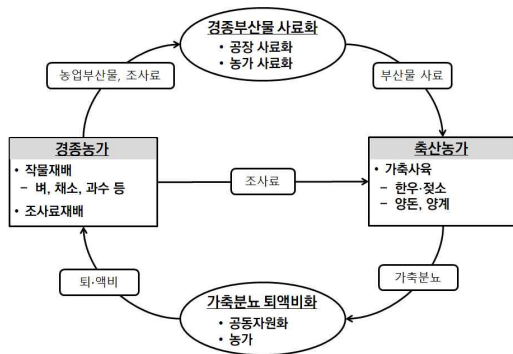 경종부산물 사료화
• 공장 사료화
• 농가 사료화
농업부산물, 조사료
부산물 사료
경종농가
• 작물재배
– 벼, 채소, 과수 등
• 조사료재배
조사료
축산농가
• 가축사육
– 한우·젖소
– 양돈, 양계
퇴·액비
가축분뇨
가축분뇨 퇴액비화
• 공동자원화
• 농가